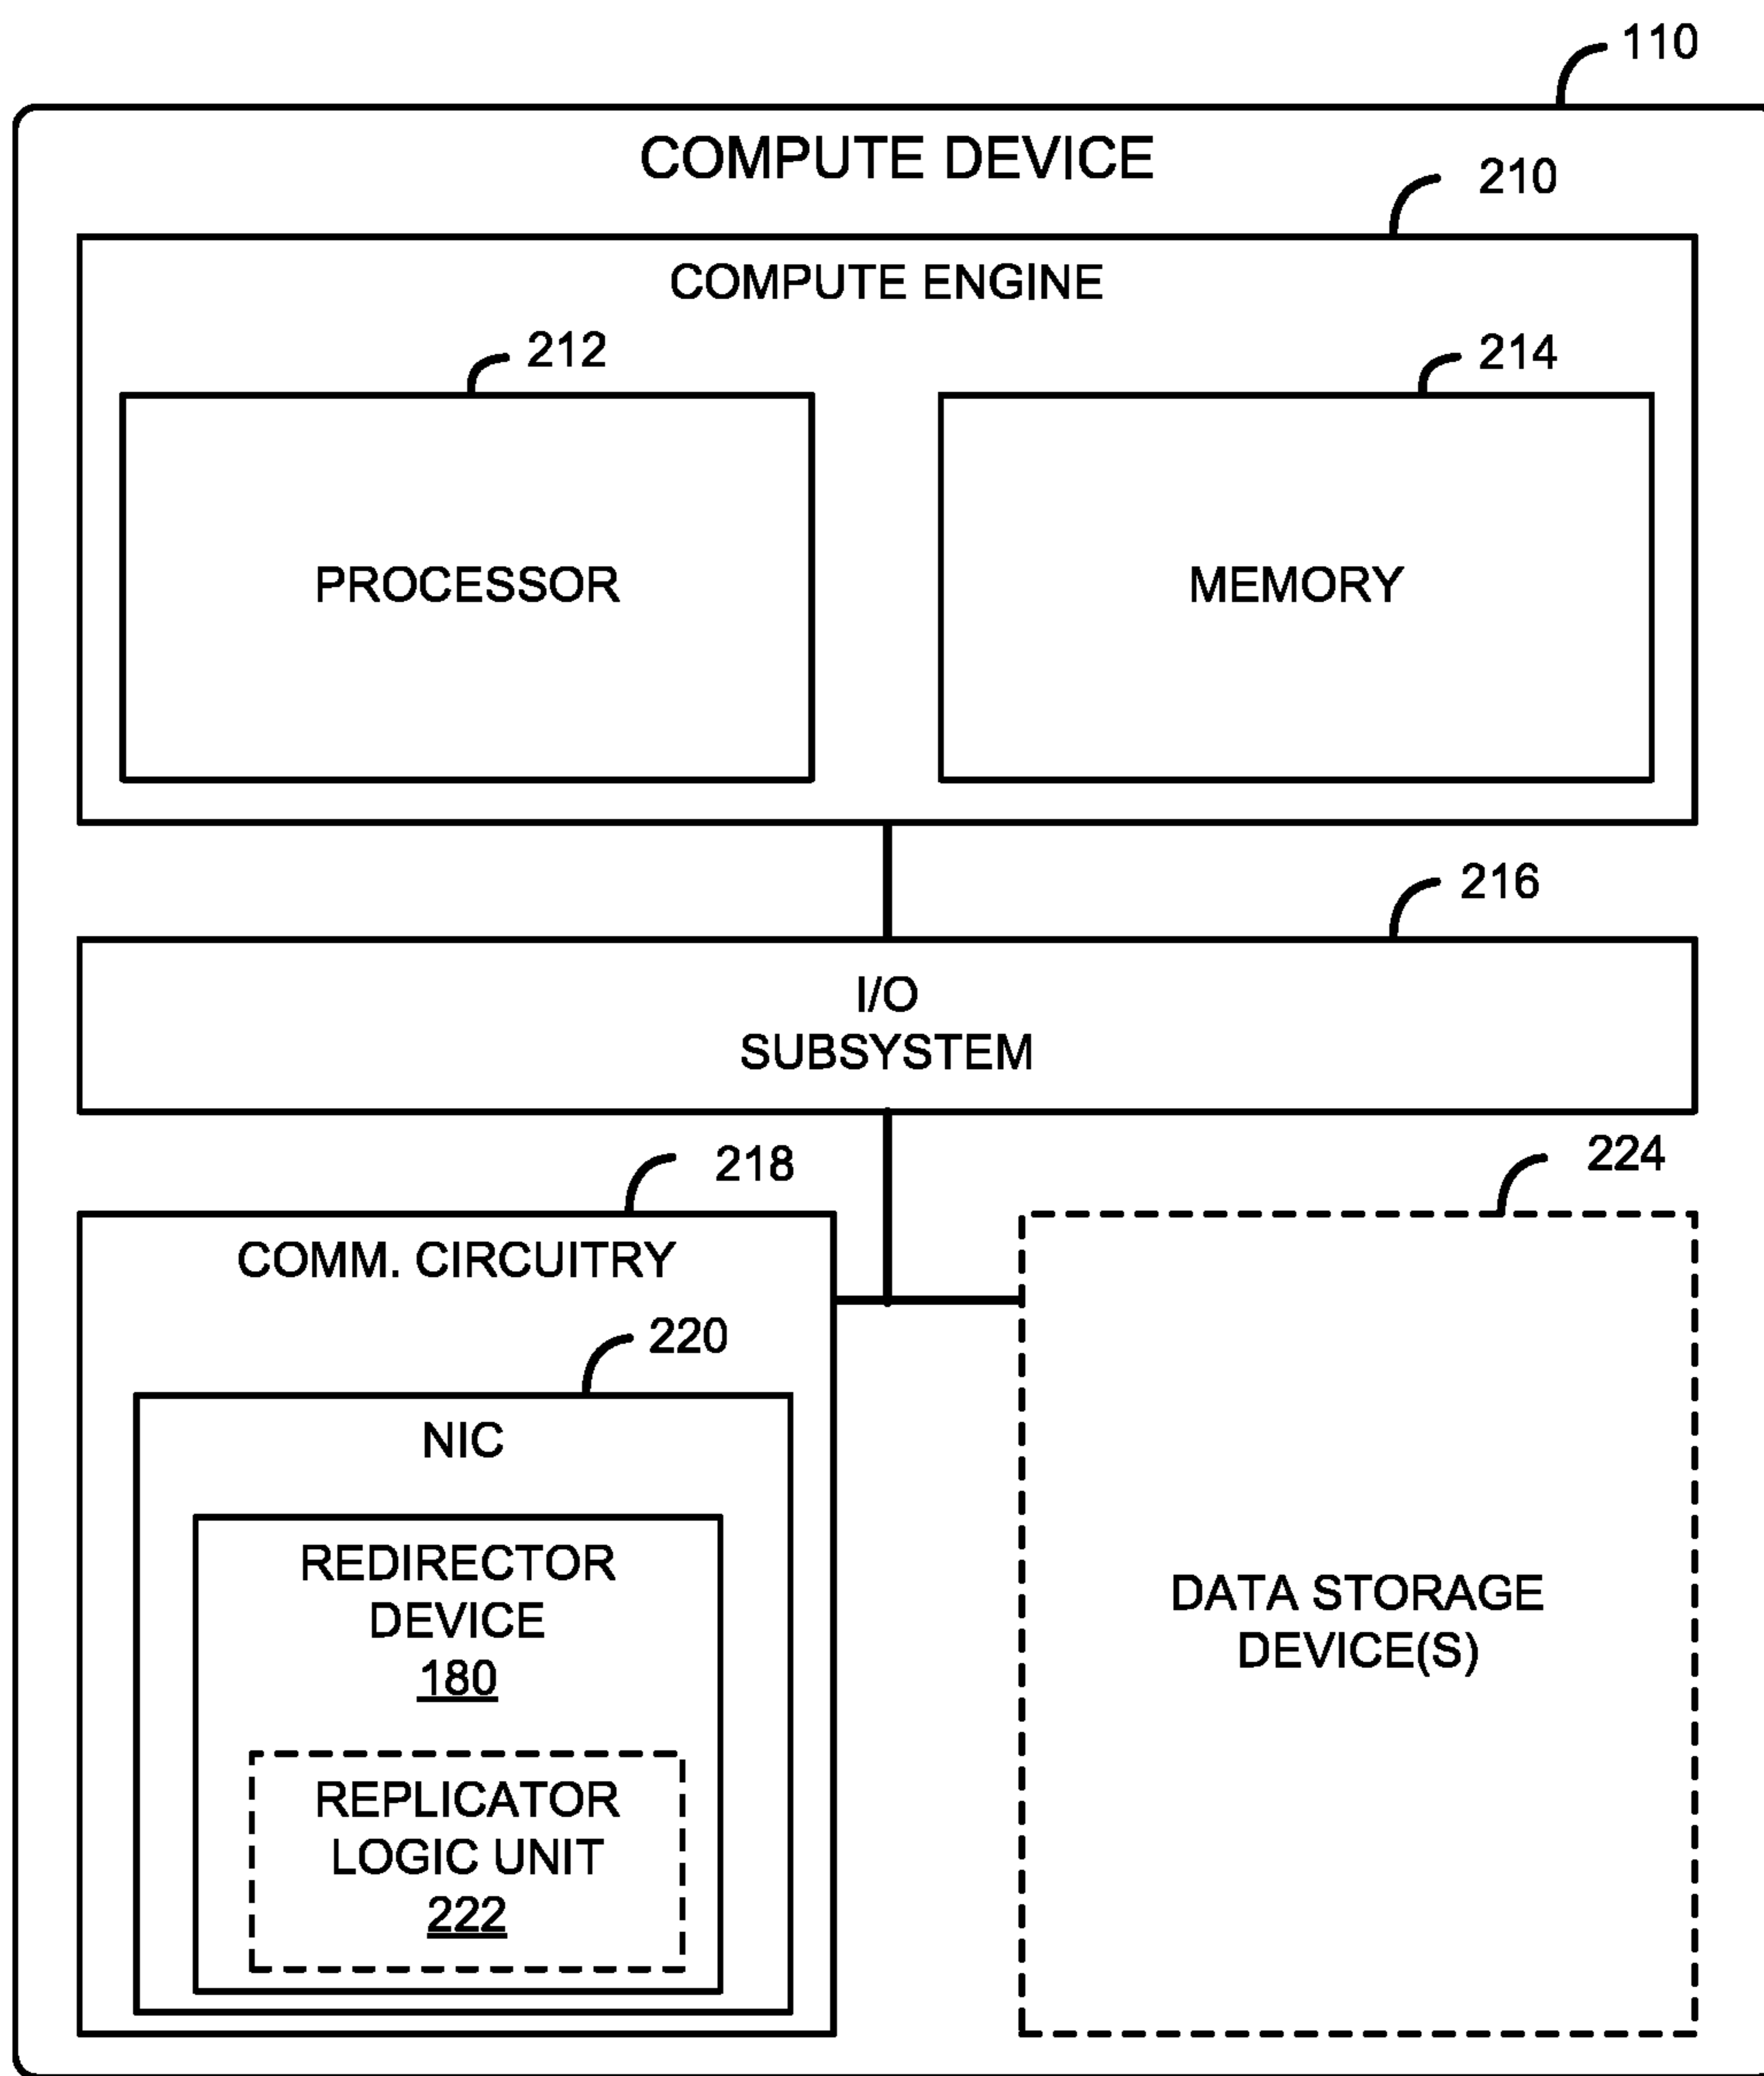 110
COMPUTE DEVICE
210
COMPUTE ENGINE
212
214
PROCESSOR
MEMORY
216
I/O
SUBSYSTEM
218
224
COMM. CIRCUITRY
220
NIC
REDIRECTOR
DEVICE
180
REPLICATOR
LOGIC UNIT
222
DATA STORAGE
DEVICE(S)